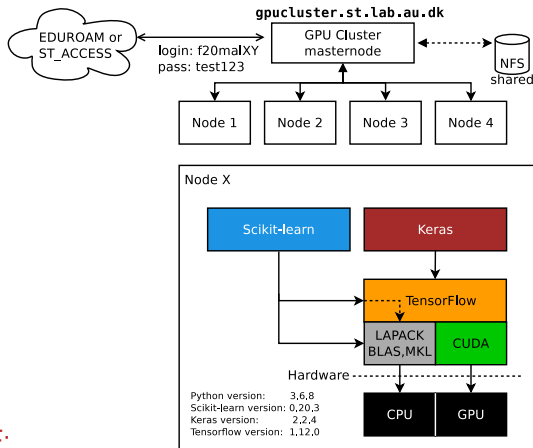 gpucluster.st.lab.au.dk
EDUROAM or
ST_ACCESS
login: f20malXY
pass: test123
GPU Cluster
masternode
NFS
shared
Node 1
Node 2
Node 3
Node 4
Node X
Scikit-learn
Keras
TensorFlow
LAPACK
BLAS,MKL
CUDA
Hardware
CPU
GPU
Python version: 3,6,8
Scikit-learn version: 0,20,3
Keras version: 2,2,4
Tensorflow version: 1,12,0